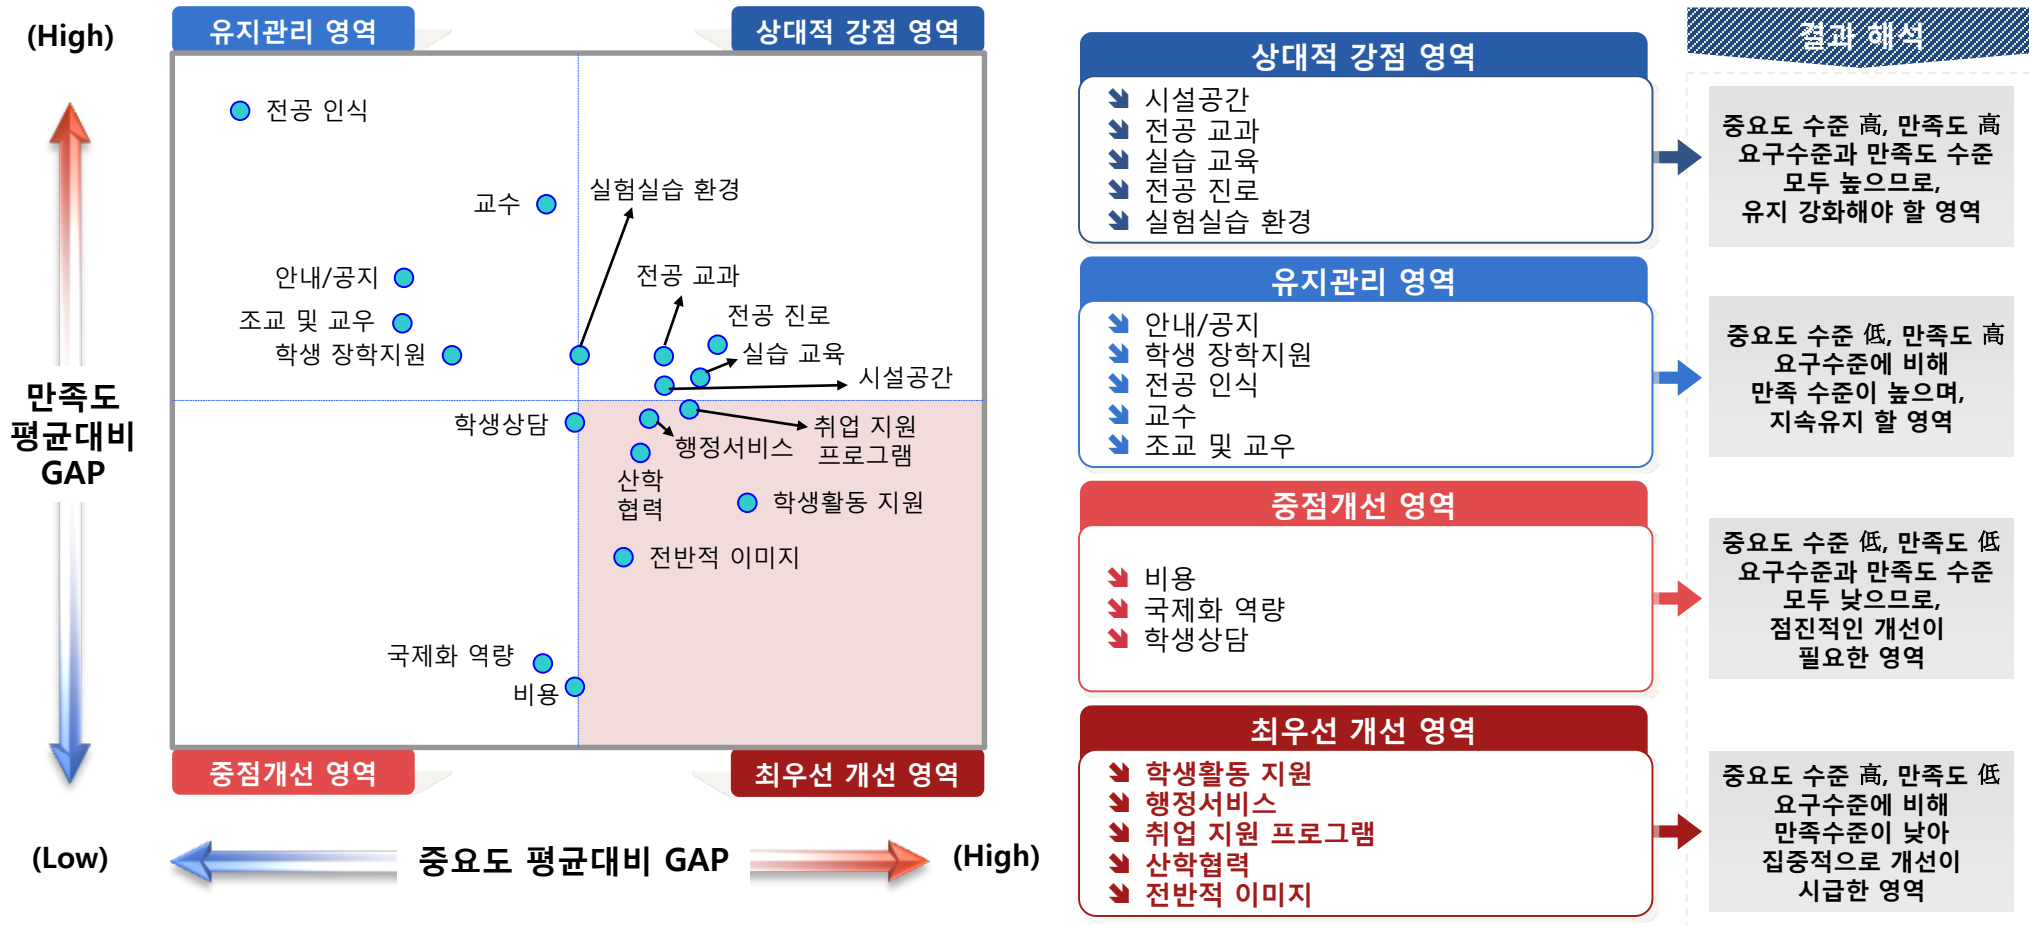 (High)
유지관리 영역
상대적 강점 영역
전공 인식
교수
실험실습 환경
안내/공지
전공 교과
조교 및 교우
전공 진로
학생 장학지원
실습 교육
시설공간
만족도
평균대비
GAP
학생상담
행정서비스
취업 지원
프로그램
산학
협력
학생활동 지원
전반적 이미지
국제화 역량
비용
중점개선 영역
최우선 개선 영역
(Low)
중요도 평균대비 GAP
(High)
상대적 강점 영역
시설공간
전공 교과
실습 교육
전공 진로
실험실습 환경
유지관리 영역
안내/공지
학생 장학지원
전공 인식
교수
조교 및 교우
중점개선 영역
비용
국제화 역량
학생상담
최우선 개선 영역
학생활동 지원
행정서비스
취업 지원 프로그램
산학협력
전반적 이미지
결과 해석
중요도 수준 高, 만족도 高
요구수준과 만족도 수준
모두 높으므로,
유지 강화해야 할 영역
중요도 수준 低, 만족도 高
요구수준에 비해
만족 수준이 높으며,
지속유지 할 영역
중요도 수준 低, 만족도 低
요구수준과 만족도 수준
모두 낮으므로,
점진적인 개선이
필요한 영역
중요도 수준 高, 만족도 低
요구수준에 비해
만족수준이 낮아
집중적으로 개선이
시급한 영역